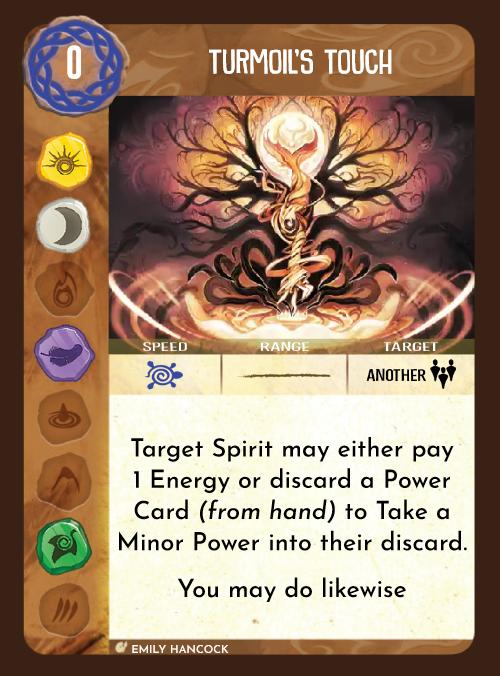 0
TURMOIL'S TOUCH
SPEED RANGE TARGET
ANOTHER
Target Spirit may either pay
1 Energy or discard a Power
Card (from hand) to Take a
Minor Power into their discard.
You may do likewise
EMILY HANCOCK